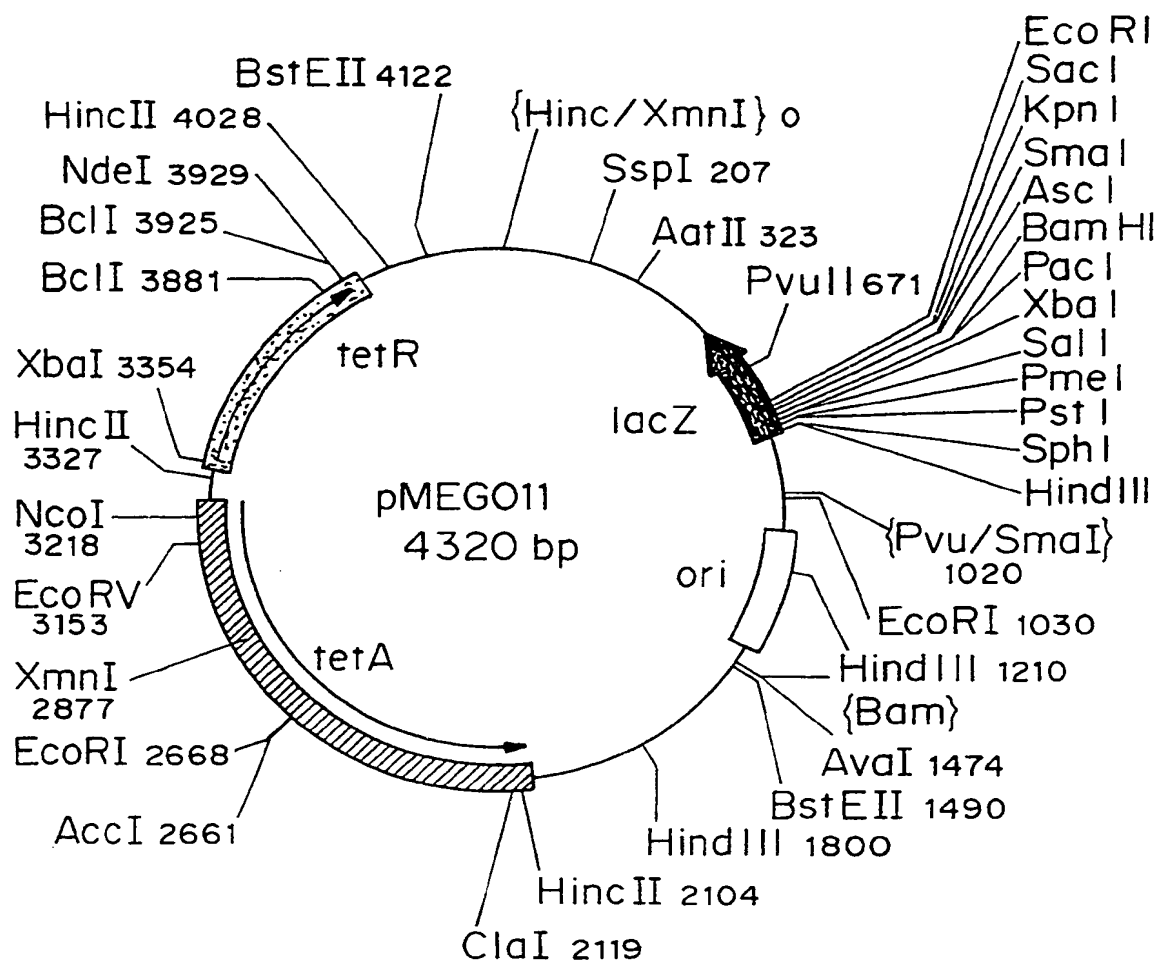 BstEII 4122
HincII 4028
NdeI 3929
BclI 3925
BclI 3881
XbaI 3354
HincII
3327
NcoI
3218
EcoRV
3153
XmnI
2877
EcoRI 2668
AccI 2661
{Hinc/XmnI} 0
SspI 207
AatII 323
PvuII 671
EcoRI
SacI
KpnI
SmaI
AscI
BamHI
PacI
XbaI
SalI
PmeI
PstI
SphI
HindIII
{Pvu/SmaI}
1020
EcoRI 1030
HindIII 1210
{Bam}
AvaI 1474
BstEII 1490
HindIII 1800
HincII 2104
ClaI 2119
tetR
lacZ
pMEG011
4320 bp
ori
tetA